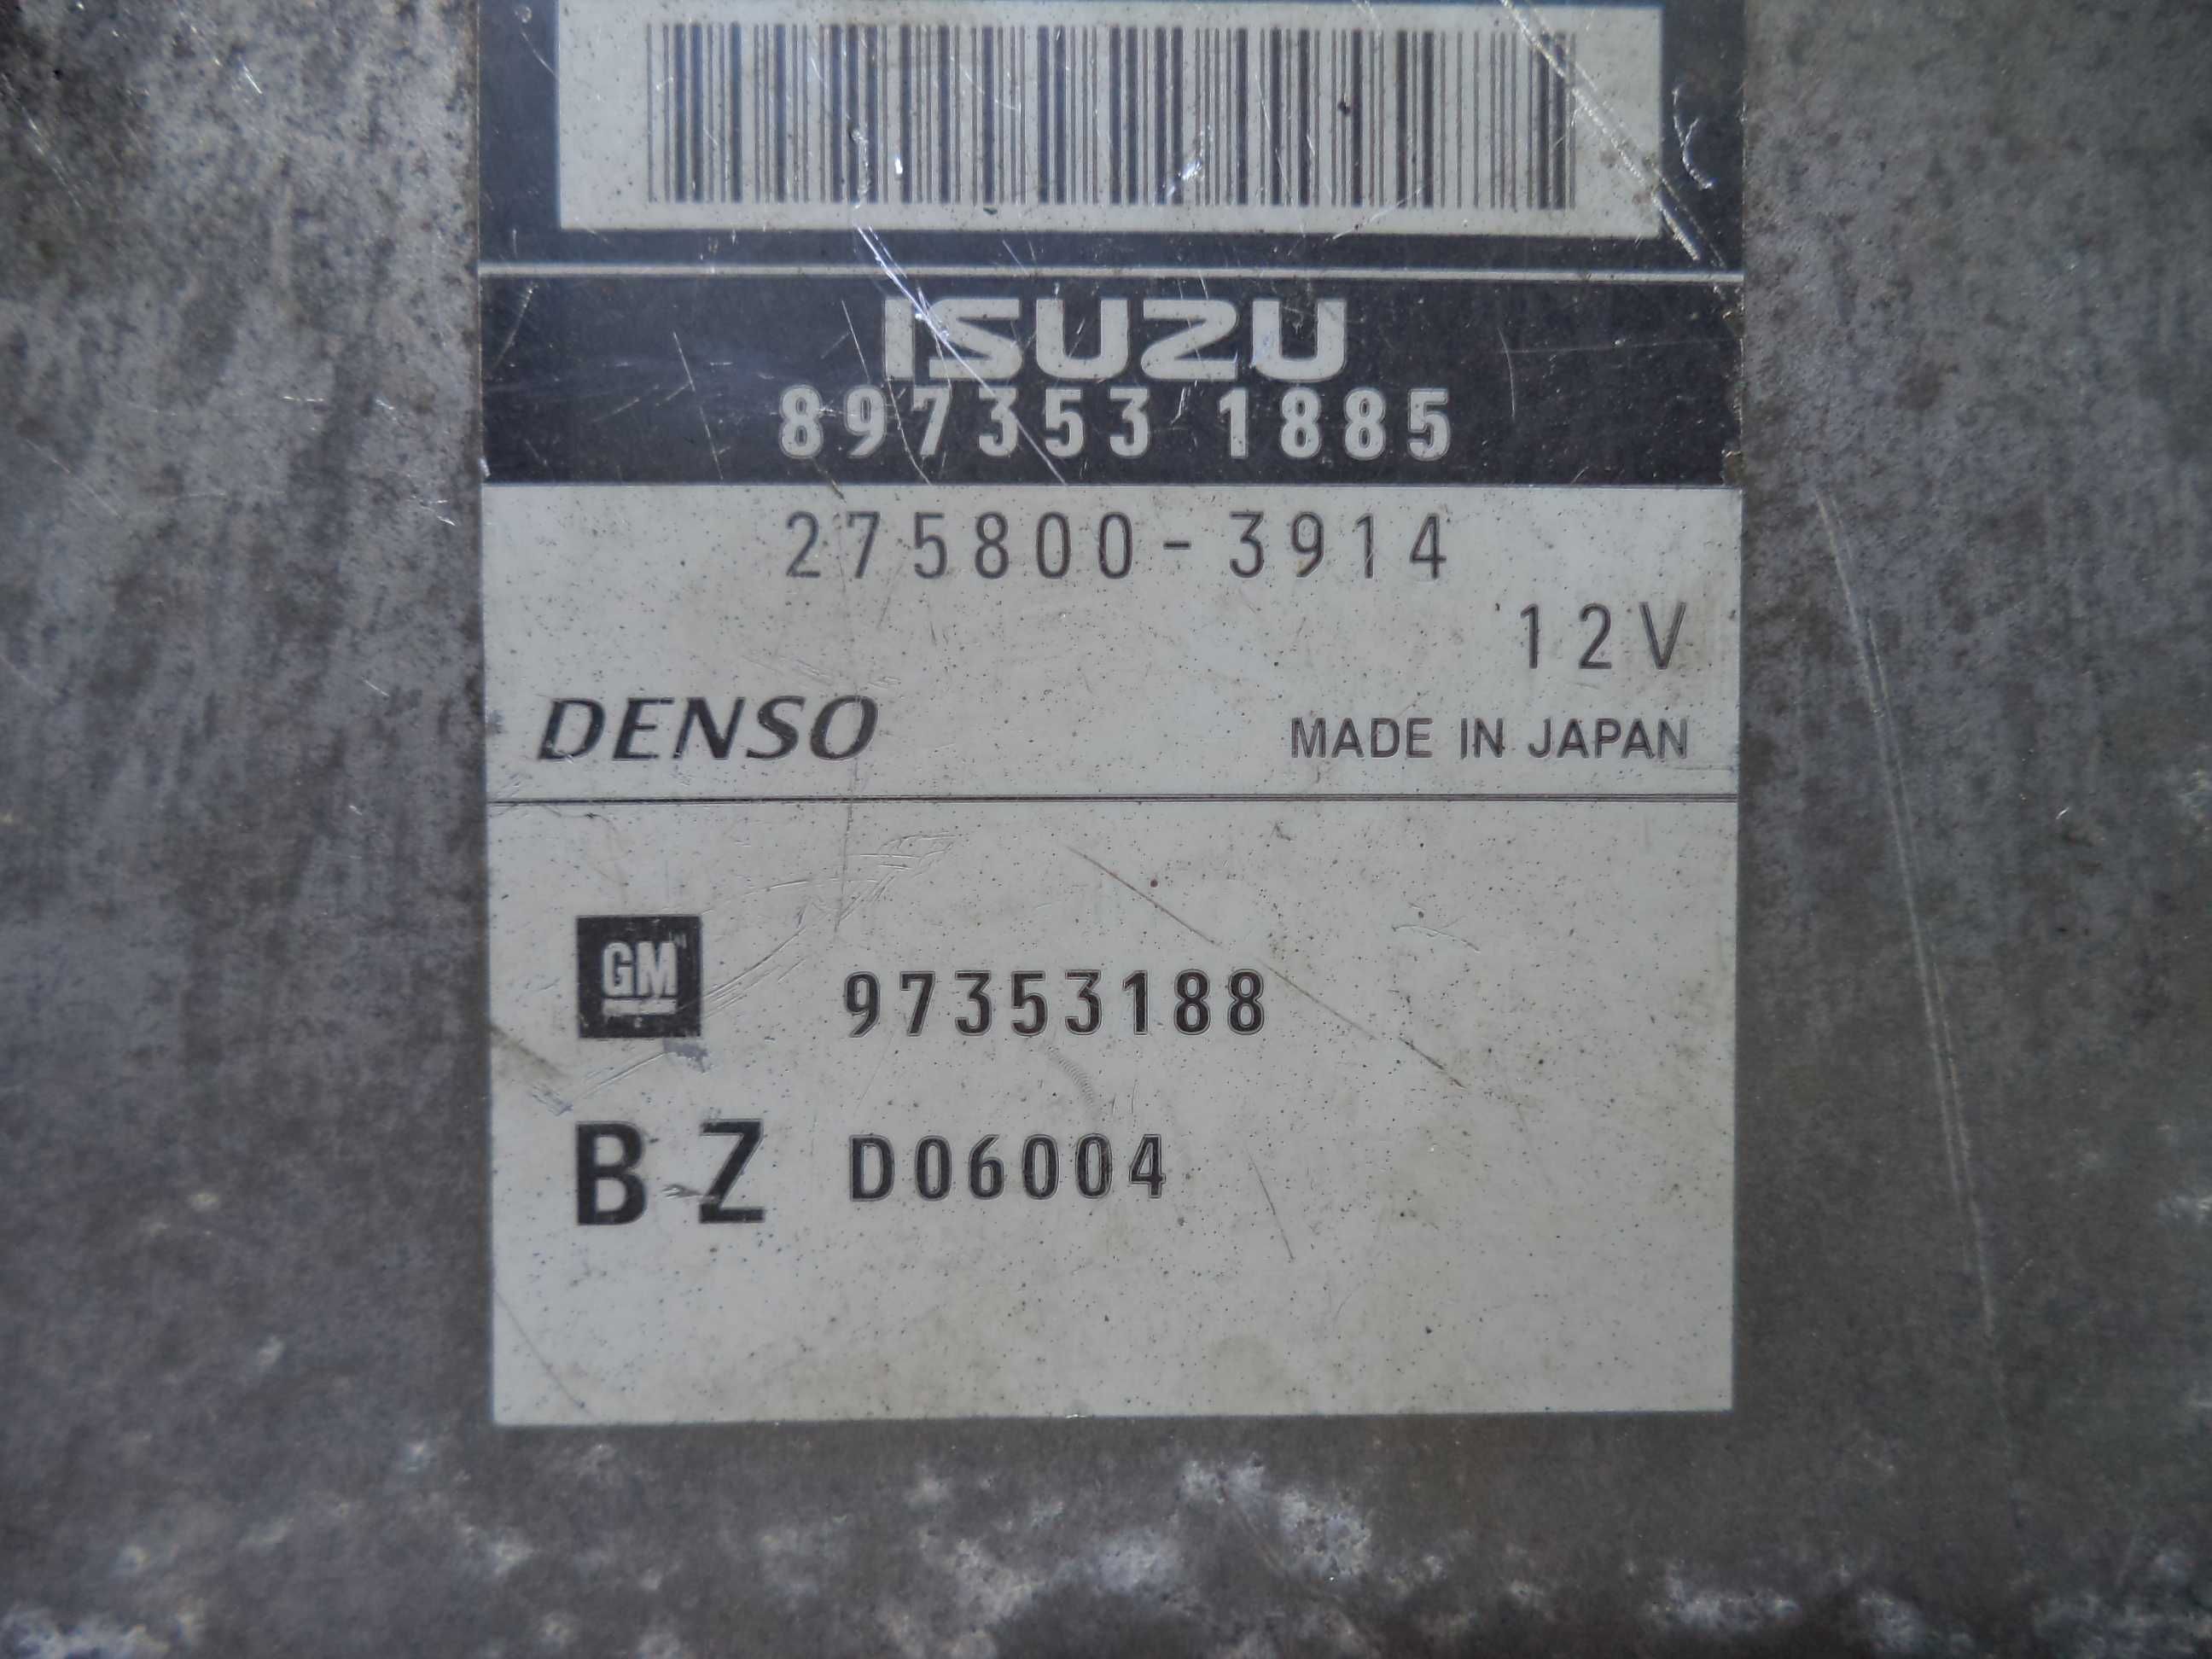 ISUZU
897353 1885
275800-3914
12V
DENSO MADE IN JAPAN
GM 97353188
BZ D06004